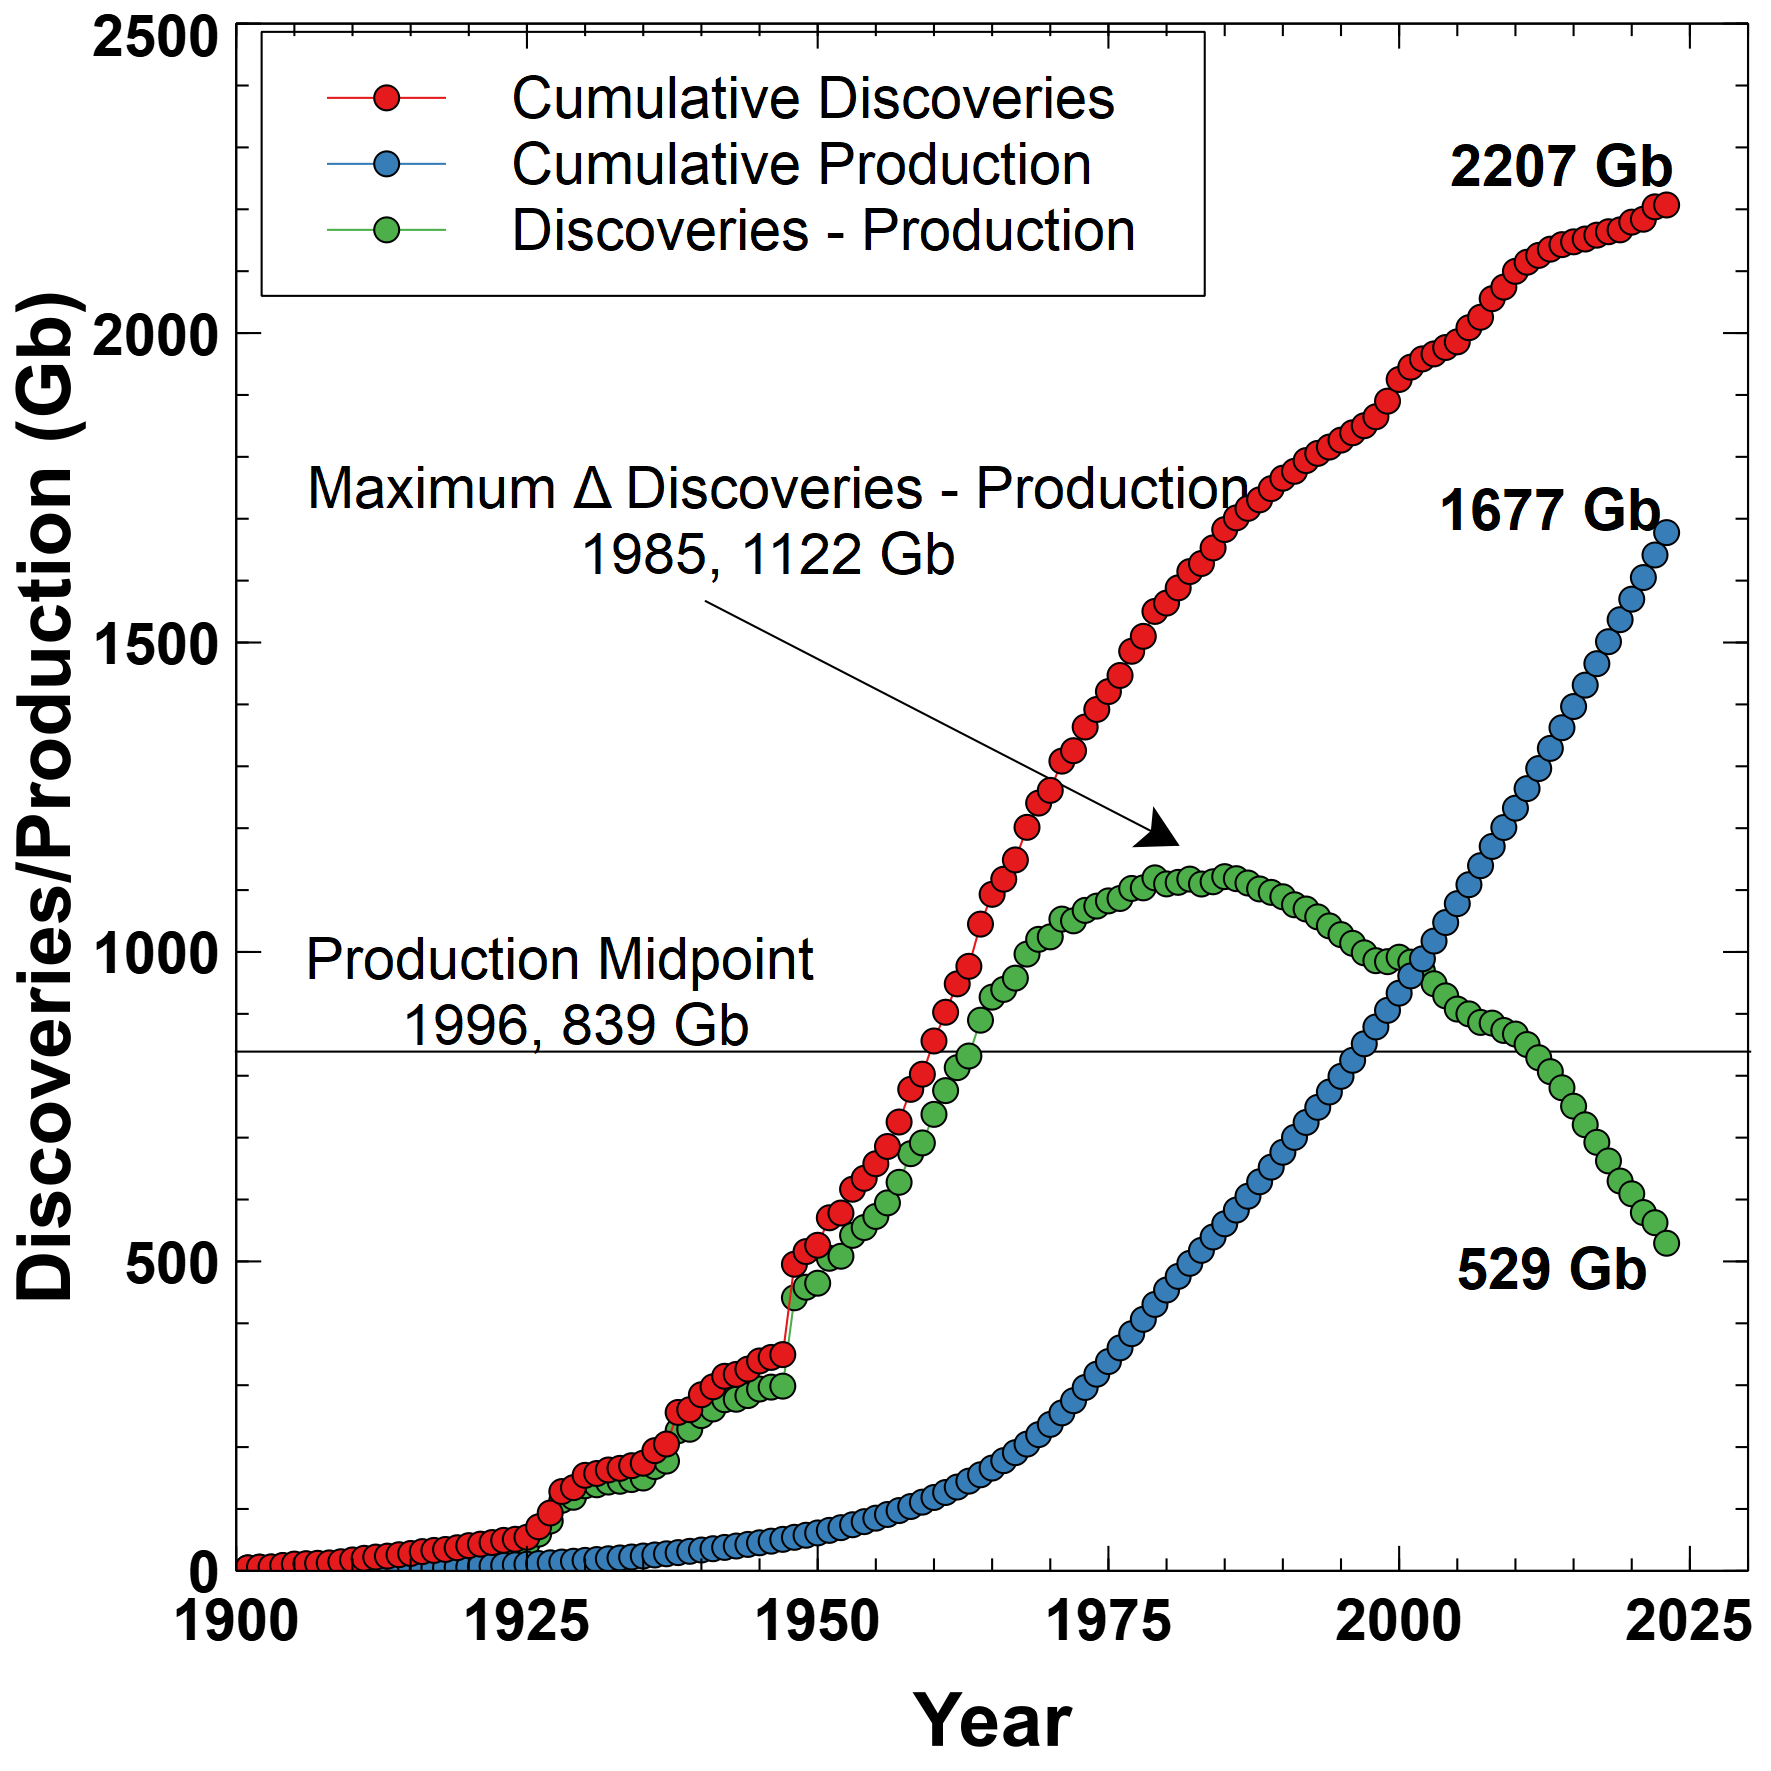 2500
Cumulative Discoveries
Cumulative Production
Discoveries - Production
2207 Gb
2000
Maximum Δ Discoveries - Production
1985, 1122 Gb
1677 Gb
1500
1000
Production Midpoint
1996, 839 Gb
500
529 Gb
0
Discoveries/Production (Gb)
1900 1925 1950 1975 2000 2025
Year